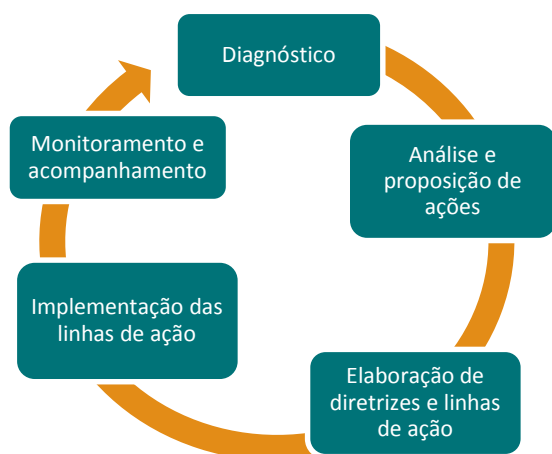 Diagnóstico
Análise e
proposição de
ações
Elaboração de
diretrizes e linhas
de ação
Implementação das
linhas de ação
Monitoramento e
acompanhamento